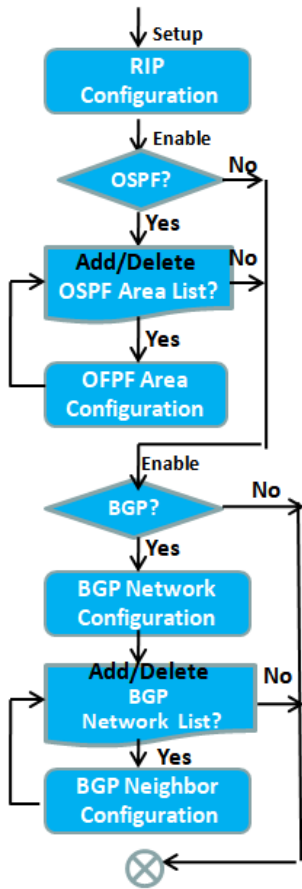 Setup
RIP
Configuration
Enable
OSPF?
No
Yes
Add/Delete
No
OSPF Area List?
Yes
OFPF Area
Configuration
Enable
BGP?
No
Yes
BGP Network
Configuration
Add/Delete
No
BGP
Network List?
Yes
BGP Neighbor
Configuration